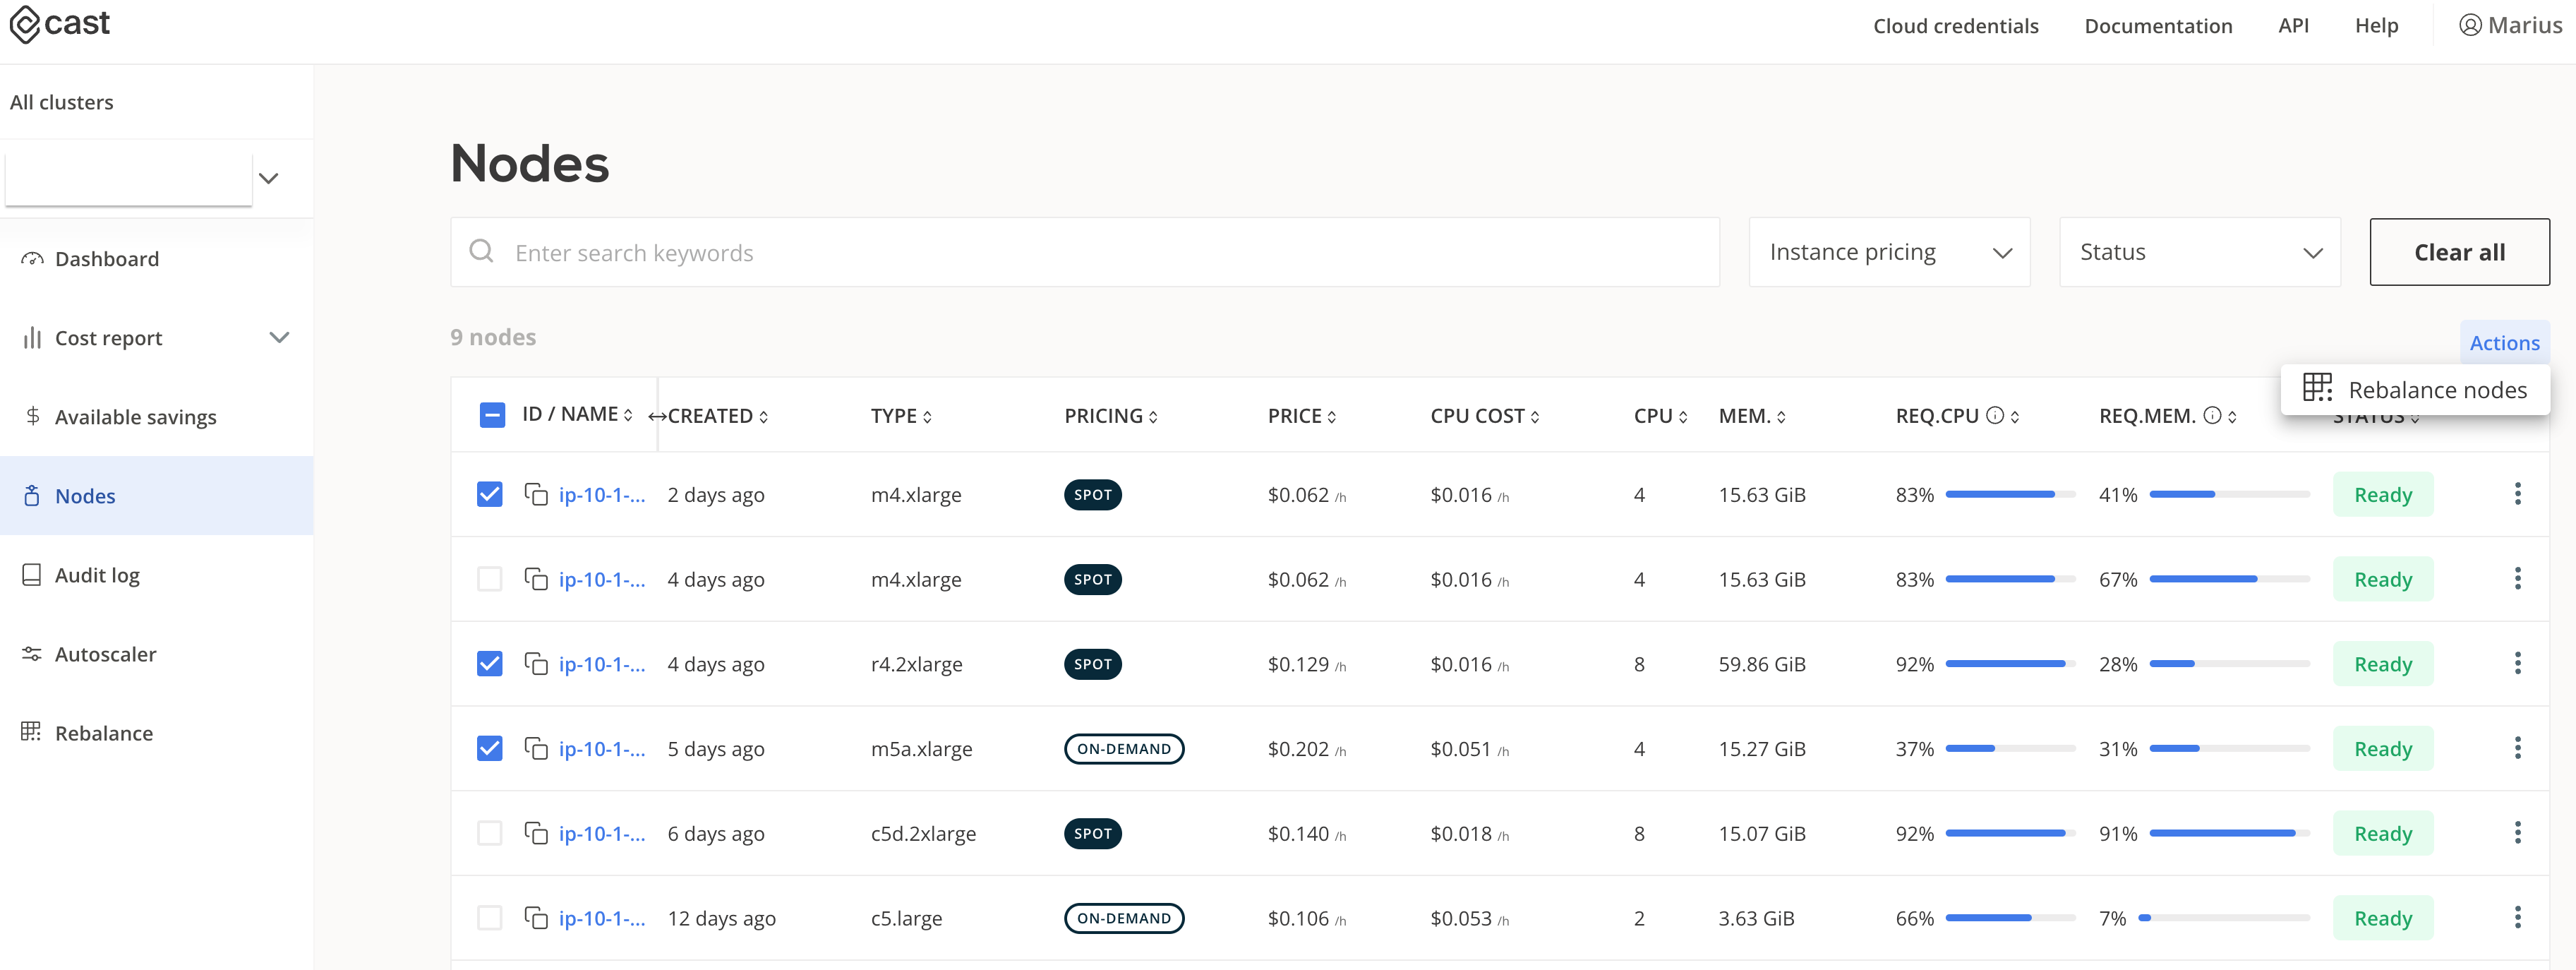 cast
Cloud credentials Documentation API Help Marius
All clusters
Dashboard
Cost report
Available savings
Nodes
Audit log
Autoscaler
Rebalance
Nodes
Enter search keywords Instance pricing Status Clear all
9 nodes Actions
Rebalance nodes
ID / NAME CREATED TYPE PRICING PRICE CPU COST CPU MEM. REQ.CPU REQ.MEM. STATUS
ip-10-1-... 2 days ago m4.xlarge SPOT $0.062 /h $0.016 /h 4 15.63 GiB 83% 41% Ready
ip-10-1-... 4 days ago m4.xlarge SPOT $0.062 /h $0.016 /h 4 15.63 GiB 83% 67% Ready
ip-10-1-... 4 days ago r4.2xlarge SPOT $0.129 /h $0.016 /h 8 59.86 GiB 92% 28% Ready
ip-10-1-... 5 days ago m5a.xlarge ON-DEMAND $0.202 /h $0.051 /h 4 15.27 GiB 37% 31% Ready
ip-10-1-... 6 days ago c5d.2xlarge SPOT $0.140 /h $0.018 /h 8 15.07 GiB 92% 91% Ready
ip-10-1-... 12 days ago c5.large ON-DEMAND $0.106 /h $0.053 /h 2 3.63 GiB 66% 7% Ready